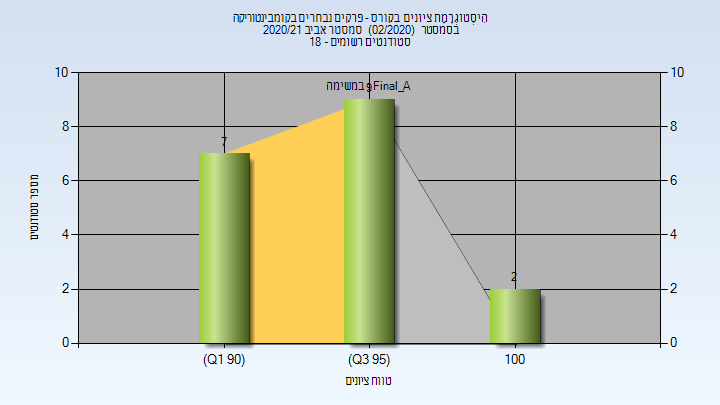 היסטוגרמת ציונים בקורס - פרקים נבחרים בקומבינטוריקה
בסמסטר (02/2020) סמסטר אביב 2020/21
סטודנטים רשומים - 18
10
10
במשימה Final_A
9
8
8
7
6
6
מספר סטודנטים
4
4
2
2
2
0
0
(Q1 90)
(Q3 95)
100
טווח ציונים